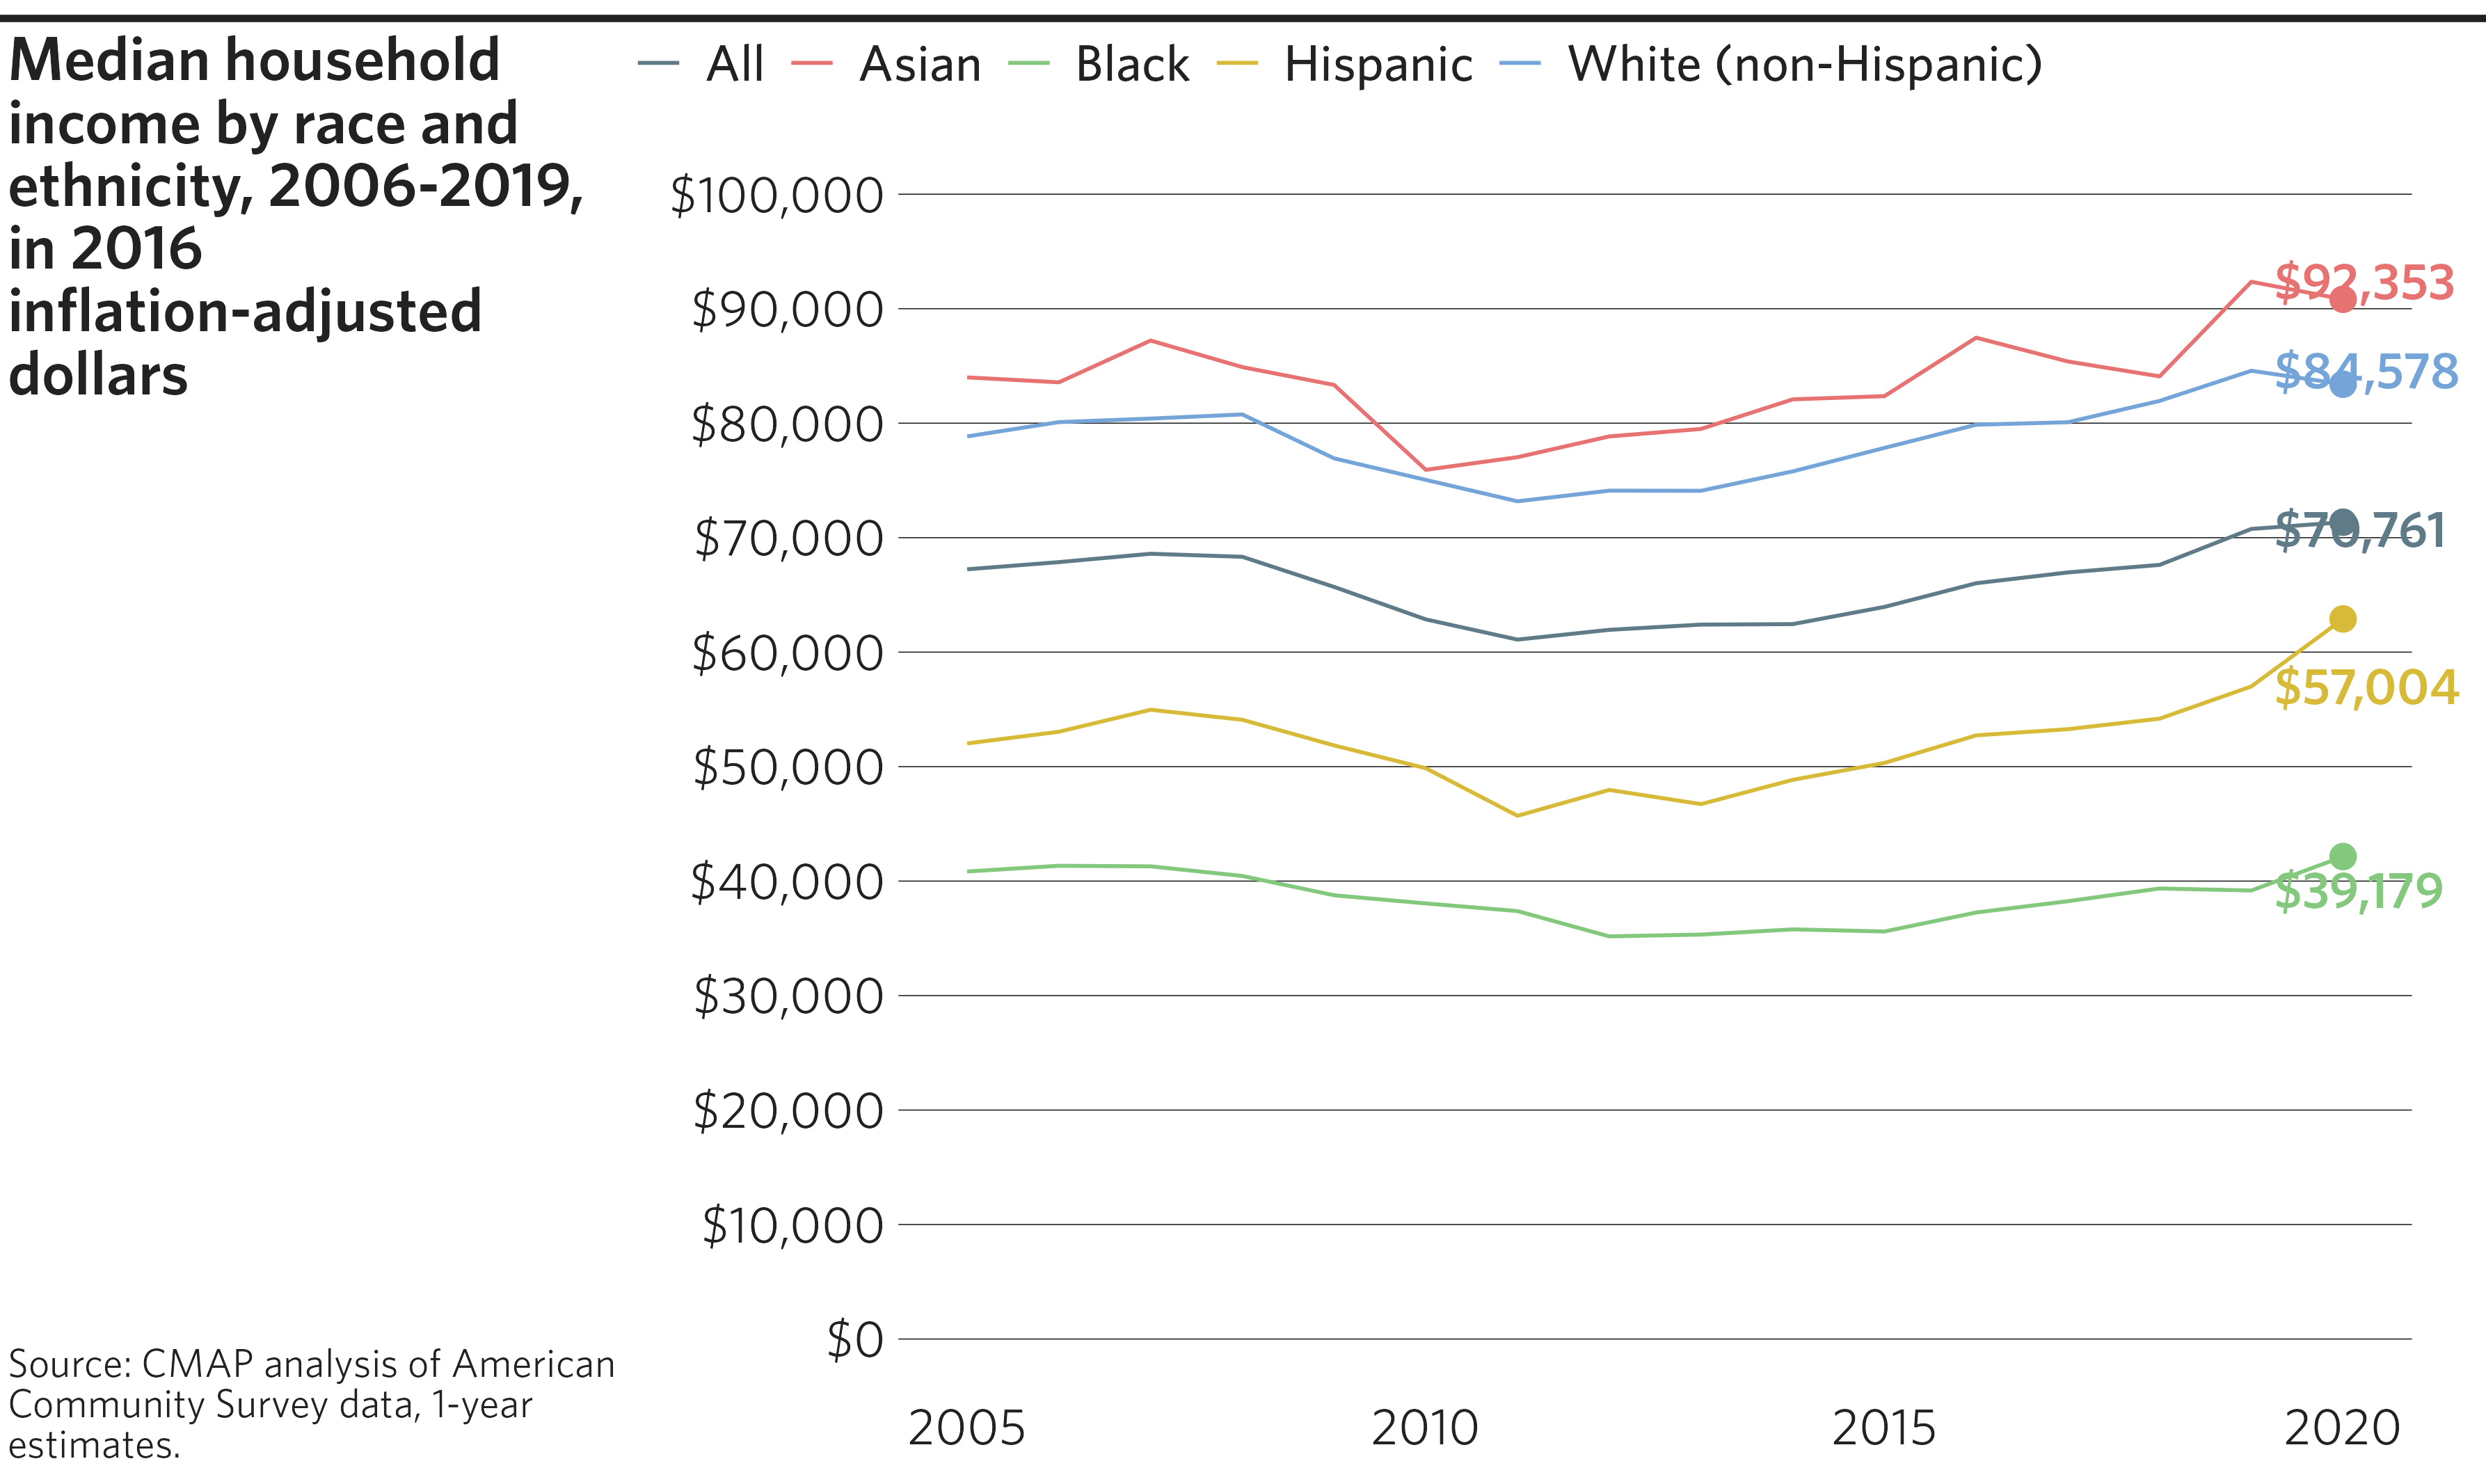 Median household
income by race and
ethnicity, 2006-2019,
in 2016
inflation-adjusted
dollars
All Asian Black Hispanic White (non-Hispanic)
$100,000
$90,000
$80,000
$70,000
$60,000
$50,000
$40,000
$30,000
$20,000
$10,000
$0
$92,353
$84,578
$70,761
$57,004
$39,179
2005 2010 2015 2020
Source: CMAP analysis of American
Community Survey data, 1-year
estimates.